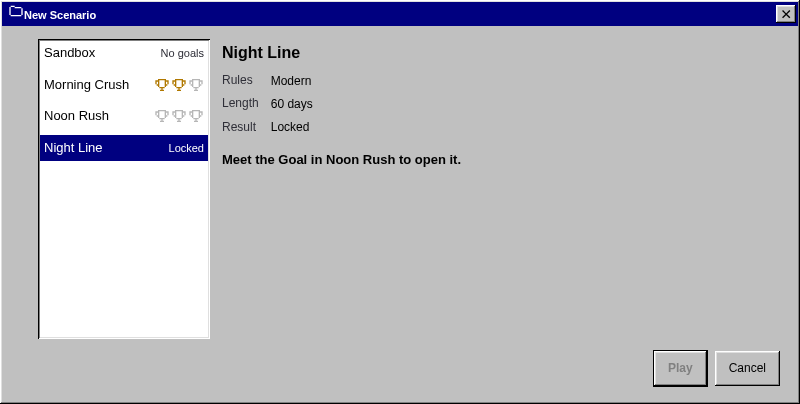 New Scenario
Sandbox No goals
Morning Crush
Noon Rush
Night Line Locked
Night Line
Rules Modern
Length 60 days
Result Locked
Meet the Goal in Noon Rush to open it.
Play Cancel